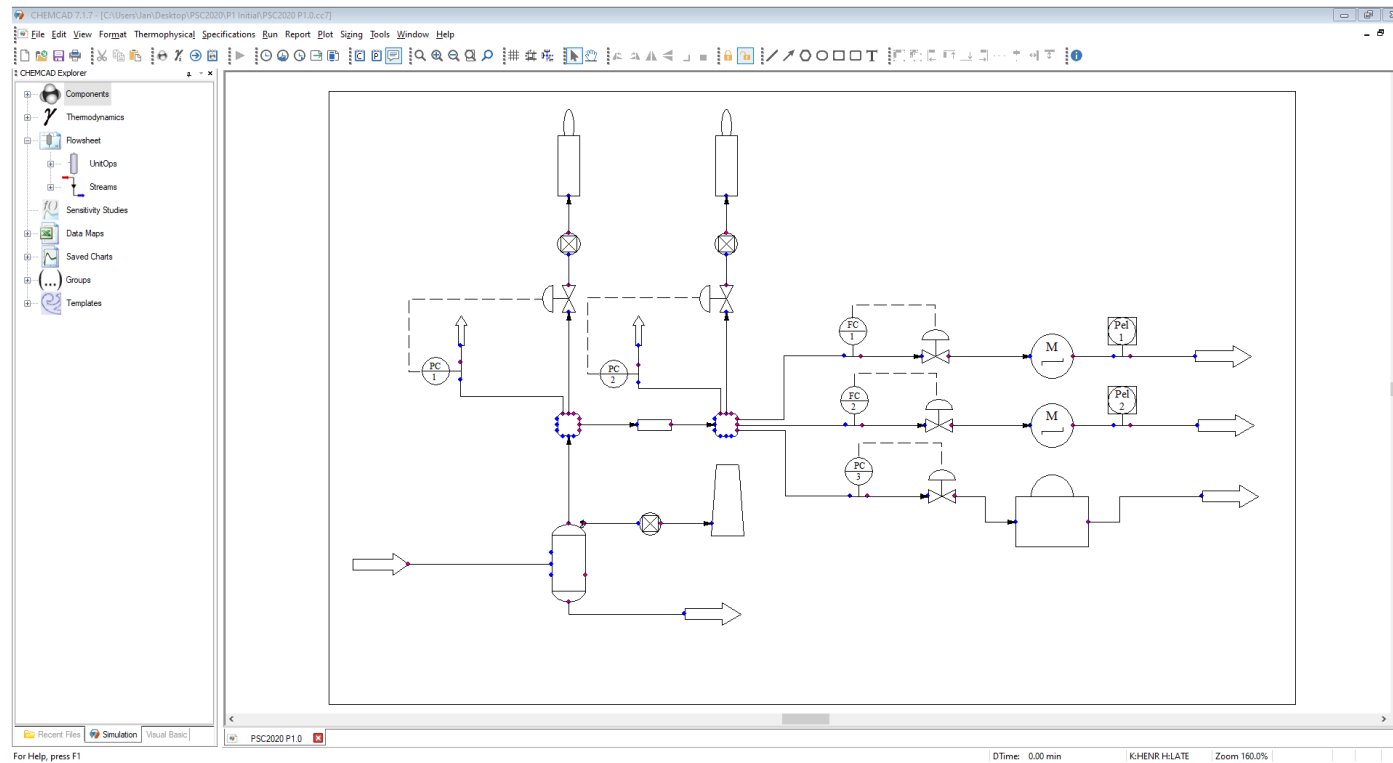 CHEMCAD 7.1.7 - [C:\Users\Jan\Desktop\PSC2020\P1 Initial\PSC2020 P1.0.cc7]
File Edit View Format Thermophysical Specifications Run Report Plot Sizing Tools Window Help
C P T
CHEMCAD Explorer
Components
Thermodynamics
Flowsheet
UnitOps
Streams
f() Sensitivity Studies
Data Maps
Saved Charts
(...) Groups
Templates
PC
1
PC
2
FC
1
M
Pel
1
FC
2
M
Pel
2
PC
3
Recent Files Simulation Visual Basic
PSC2020 P1.0
For Help, press F1
DTime: 0.00 min K:HENR H:LATE Zoom 160.0%